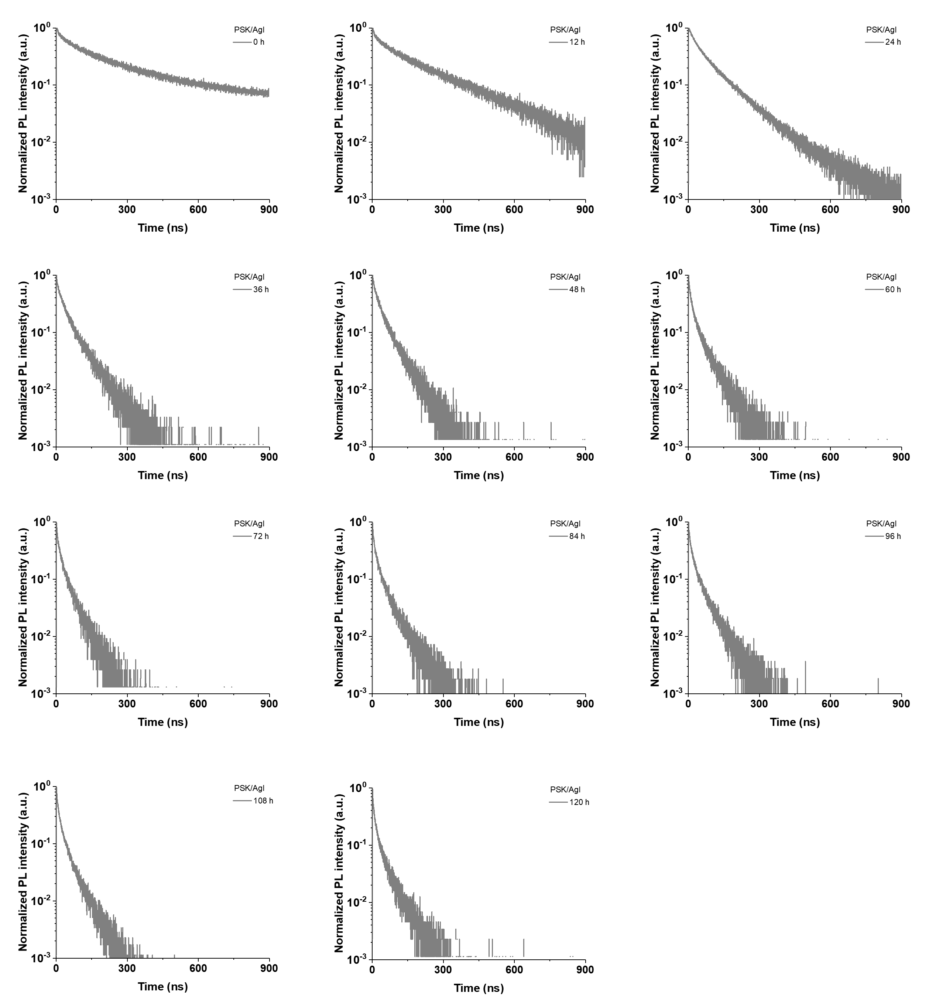 PSK/AgI
0 h
Normalized PL intensity (a.u.)
10^0
10^-1
10^-2
10^-3
0 300 600 900
Time (ns)
PSK/AgI
12 h
Normalized PL intensity (a.u.)
10^0
10^-1
10^-2
10^-3
0 300 600 900
Time (ns)
PSK/AgI
24 h
Normalized PL intensity (a.u.)
10^0
10^-1
10^-2
10^-3
0 300 600 900
Time (ns)
PSK/AgI
36 h
Normalized PL intensity (a.u.)
10^0
10^-1
10^-2
10^-3
0 300 600 900
Time (ns)
PSK/AgI
48 h
Normalized PL intensity (a.u.)
10^0
10^-1
10^-2
10^-3
0 300 600 900
Time (ns)
PSK/AgI
60 h
Normalized PL intensity (a.u.)
10^0
10^-1
10^-2
10^-3
0 300 600 900
Time (ns)
PSK/AgI
72 h
Normalized PL intensity (a.u.)
10^0
10^-1
10^-2
10^-3
0 300 600 900
Time (ns)
PSK/AgI
84 h
Normalized PL intensity (a.u.)
10^0
10^-1
10^-2
10^-3
0 300 600 900
Time (ns)
PSK/AgI
96 h
Normalized PL intensity (a.u.)
10^0
10^-1
10^-2
10^-3
0 300 600 900
Time (ns)
PSK/AgI
108 h
Normalized PL intensity (a.u.)
10^0
10^-1
10^-2
10^-3
0 300 600 900
Time (ns)
PSK/AgI
120 h
Normalized PL intensity (a.u.)
10^0
10^-1
10^-2
10^-3
0 300 600 900
Time (ns)